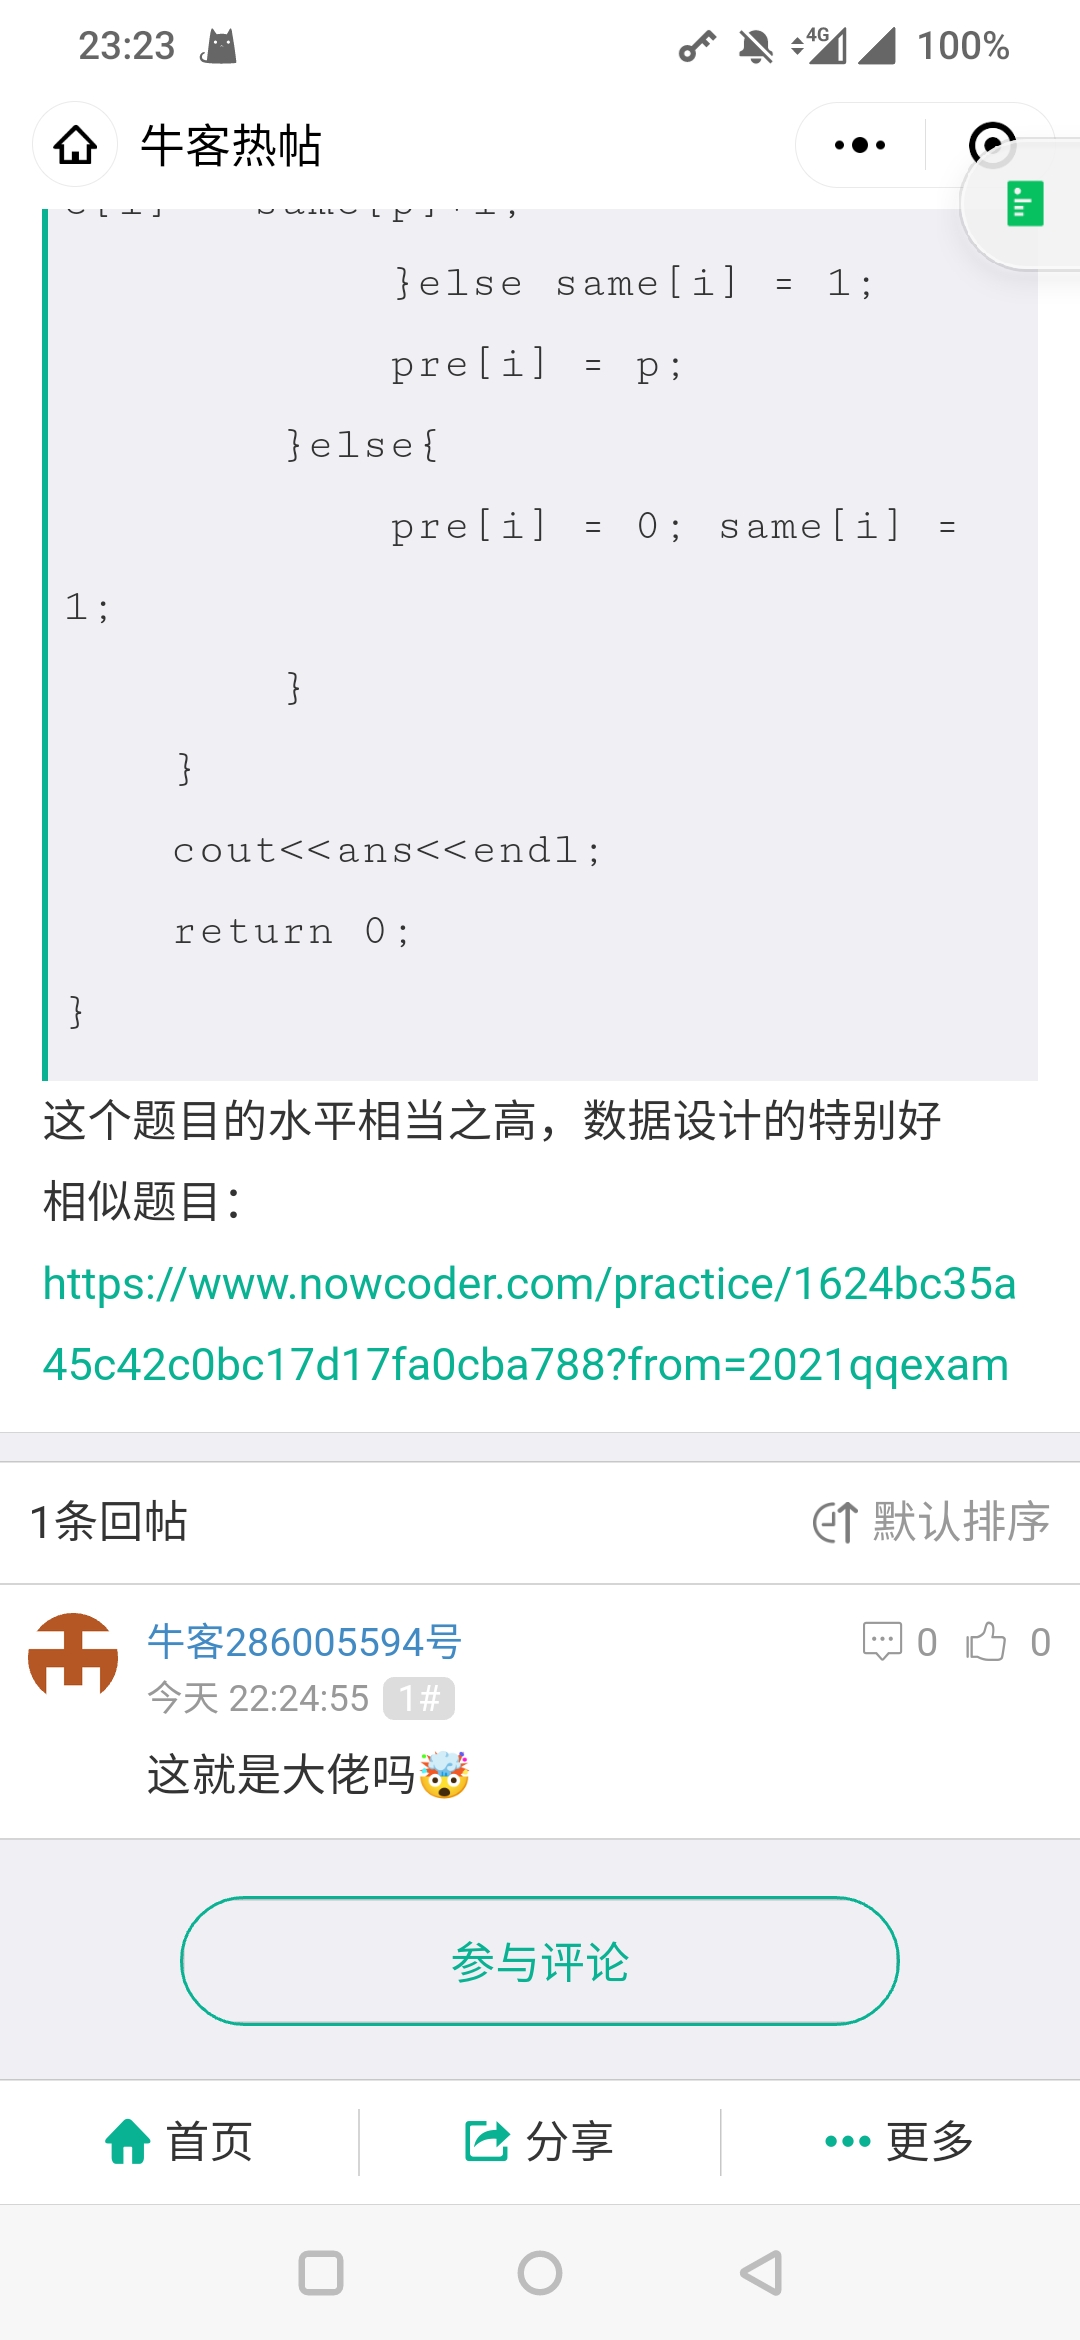 23:23
4G
100%
牛客热帖
}else same[i] = 1;
pre[i] = p;
}else{
pre[i] = 0; same[i] =
1;
}
}
cout<<ans<<endl;
return 0;
}
这个题目的水平相当之高，数据设计的特别好
相似题目：
https://www.nowcoder.com/practice/1624bc35a
45c42c0bc17d17fa0cba788?from=2021qqexam
1条回帖
默认排序
牛客286005594号
0
0
今天 22:24:55
1#
这就是大佬吗🤯
参与评论
首页
分享
更多